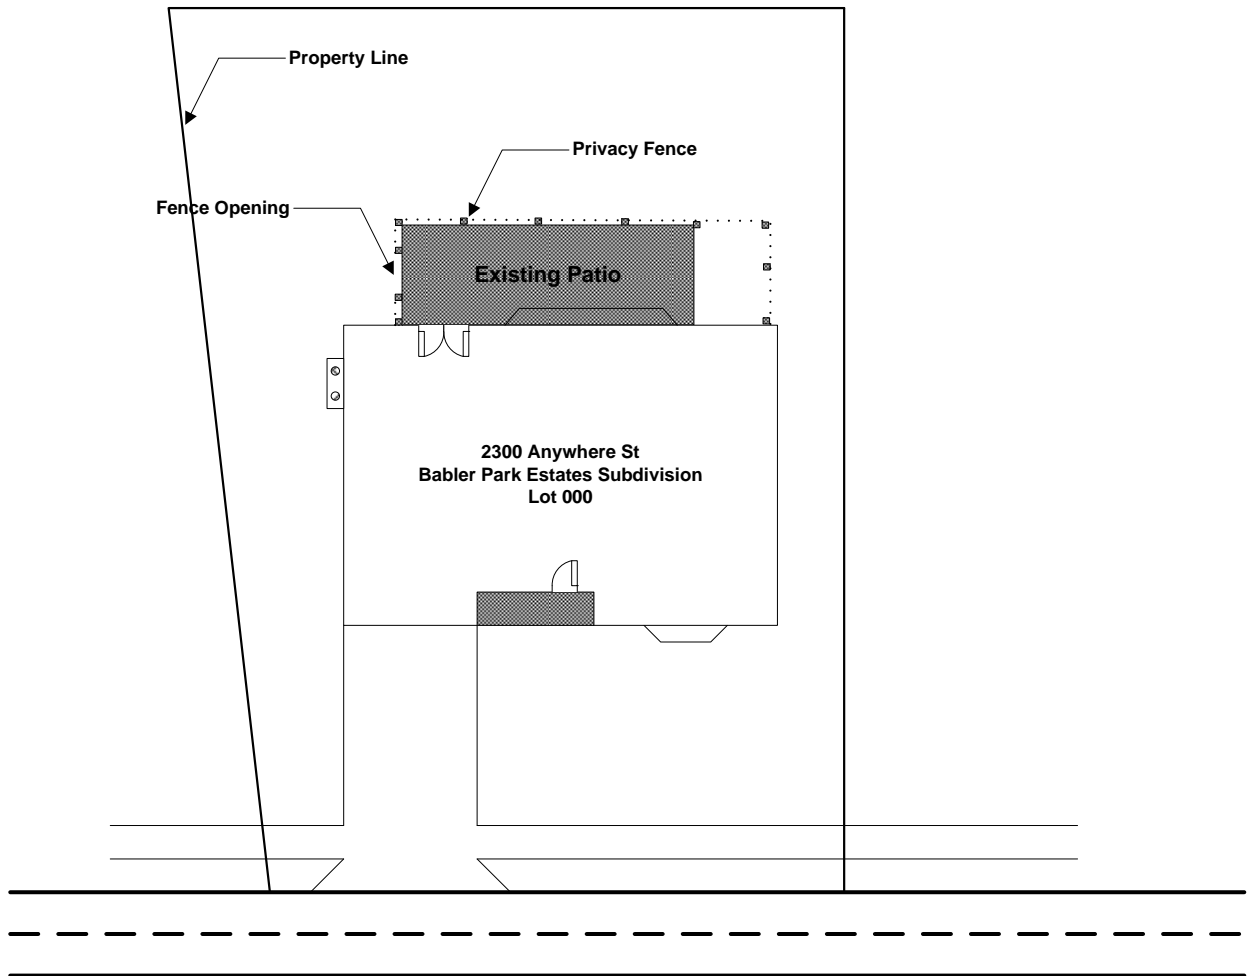 Property Line
Privacy Fence
Fence Opening
Existing Patio
2300 Anywhere St
Babler Park Estates Subdivision
Lot 000